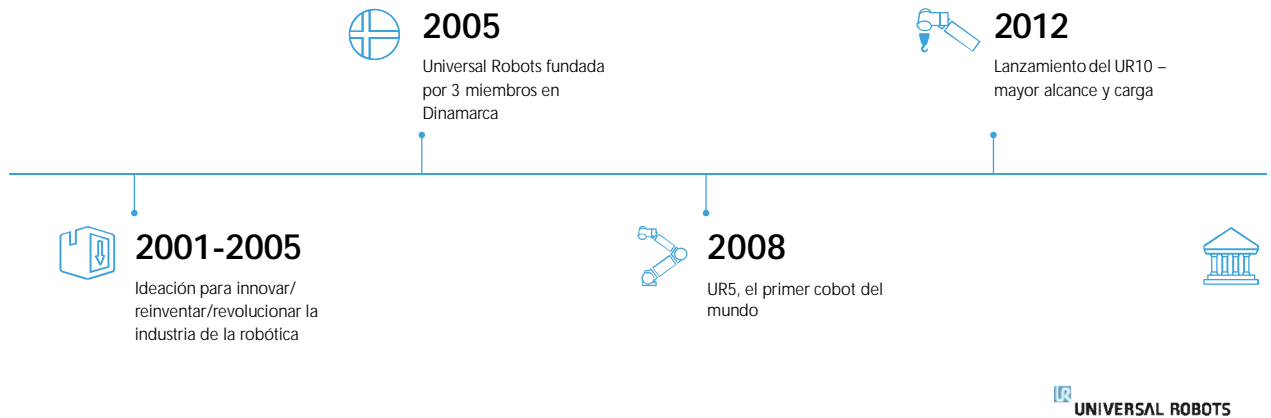 2005
Universal Robots fundada
por 3 miembros en
Dinamarca
2012
Lanzamiento del UR10 –
mayor alcance y carga
2001-2005
Ideación para innovar/
reinventar/revolucionar la
industria de la robótica
2008
UR5, el primer cobot del
mundo
UR
UNIVERSAL ROBOTS